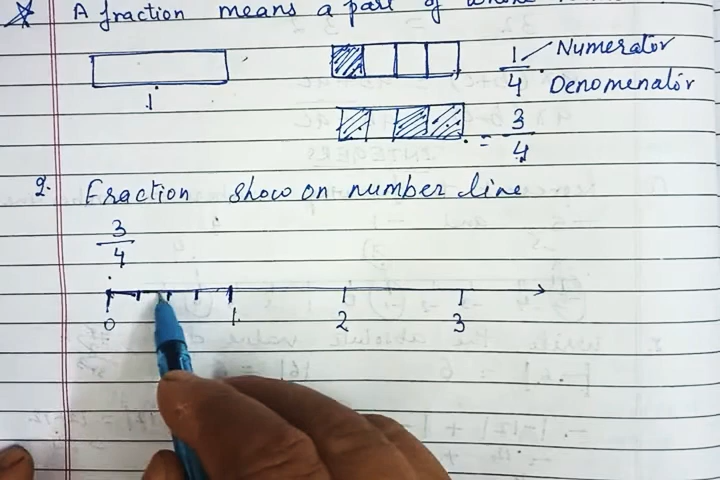 A fraction means a part of whole
1
1/4 Numerator
Denomenator
= 3/4
2. Fraction show on number line
3/4
0 1 2 3